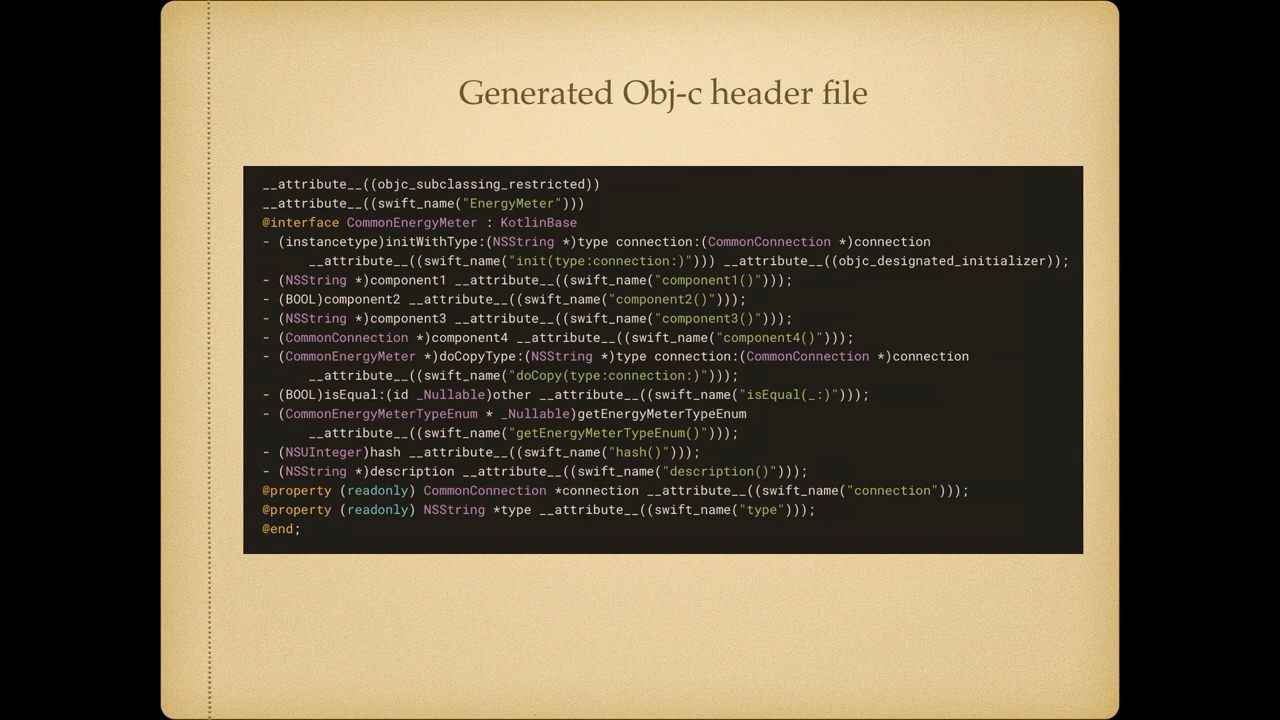 Generated Obj-c header file
__attribute__((objc_subclassing_restricted))
__attribute__((swift_name("EnergyMeter")))
@interface CommonEnergyMeter : KotlinBase
- (instancetype)initWithType:(NSString *)type connection:(CommonConnection *)connection
__attribute__((swift_name("init(type:connection:)"))) __attribute__((objc_designated_initializer));
- (NSString *)component1 __attribute__((swift_name("component1()")));
- (BOOL)component2 __attribute__((swift_name("component2()")));
- (NSString *)component3 __attribute__((swift_name("component3()")));
- (CommonConnection *)component4 __attribute__((swift_name("component4()")));
- (CommonEnergyMeter *)doCopyType:(NSString *)type connection:(CommonConnection *)connection
__attribute__((swift_name("doCopy(type:connection:)")));
- (BOOL)isEqual:(id _Nullable)other __attribute__((swift_name("isEqual(_:)")));
- (CommonEnergyMeterTypeEnum * _Nullable)getEnergyMeterTypeEnum
__attribute__((swift_name("getEnergyMeterTypeEnum()")));
- (NSUInteger)hash __attribute__((swift_name("hash()")));
- (NSString *)description __attribute__((swift_name("description()")));
@property (readonly) CommonConnection *connection __attribute__((swift_name("connection")));
@property (readonly) NSString *type __attribute__((swift_name("type")));
@end;